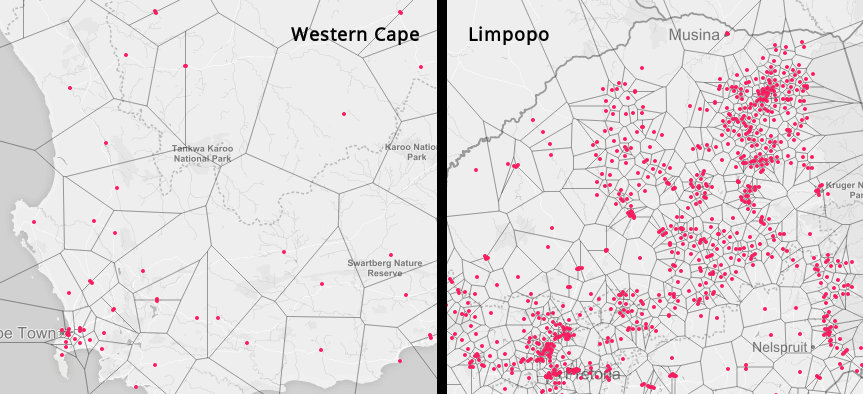 Western Cape
Tankwa Karoo
National Park
Karoo Natio
Park
Swartberg Nature
Reserve
pe Town
Limpopo
Musina
Kruger N
Par
Nelspruit
Pretoria